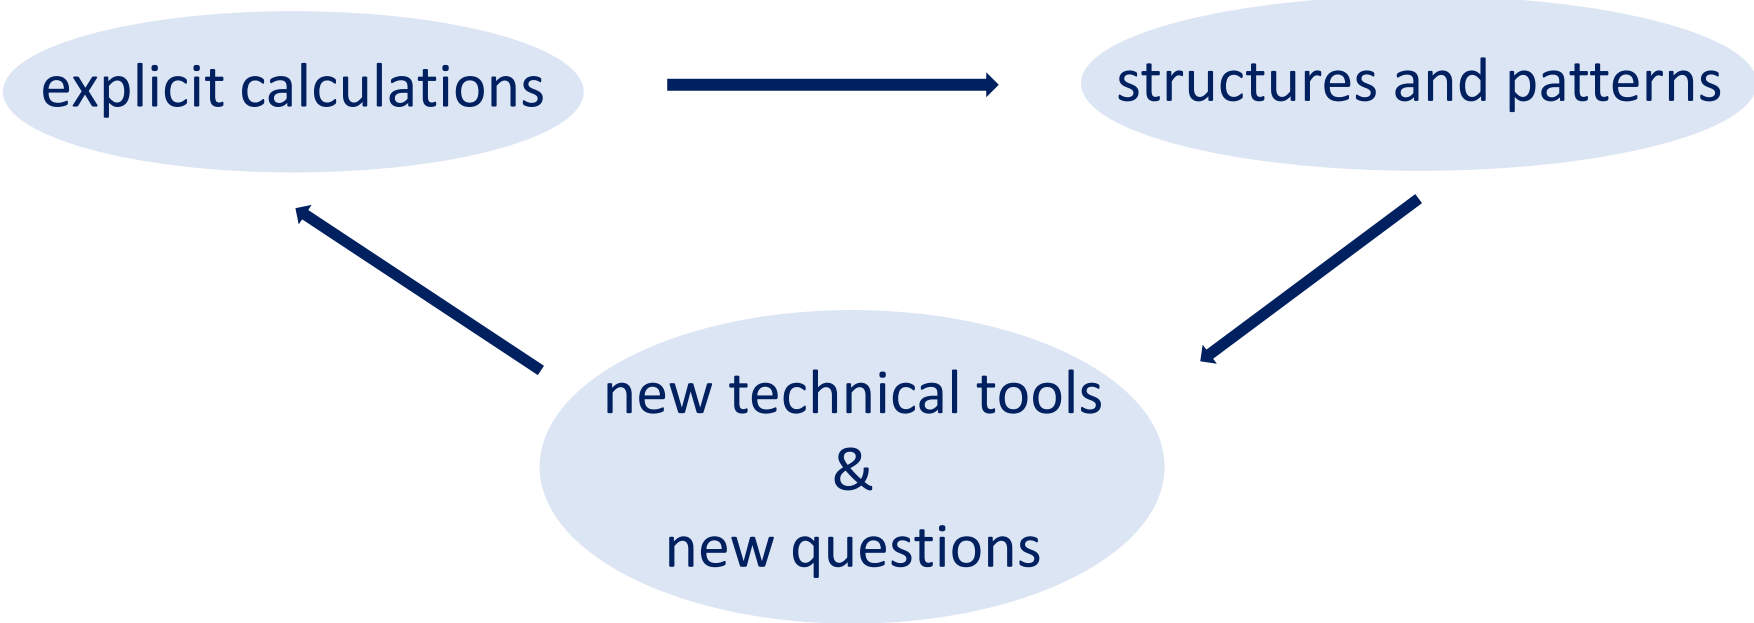 explicit calculations
structures and patterns
new technical tools
&
new questions